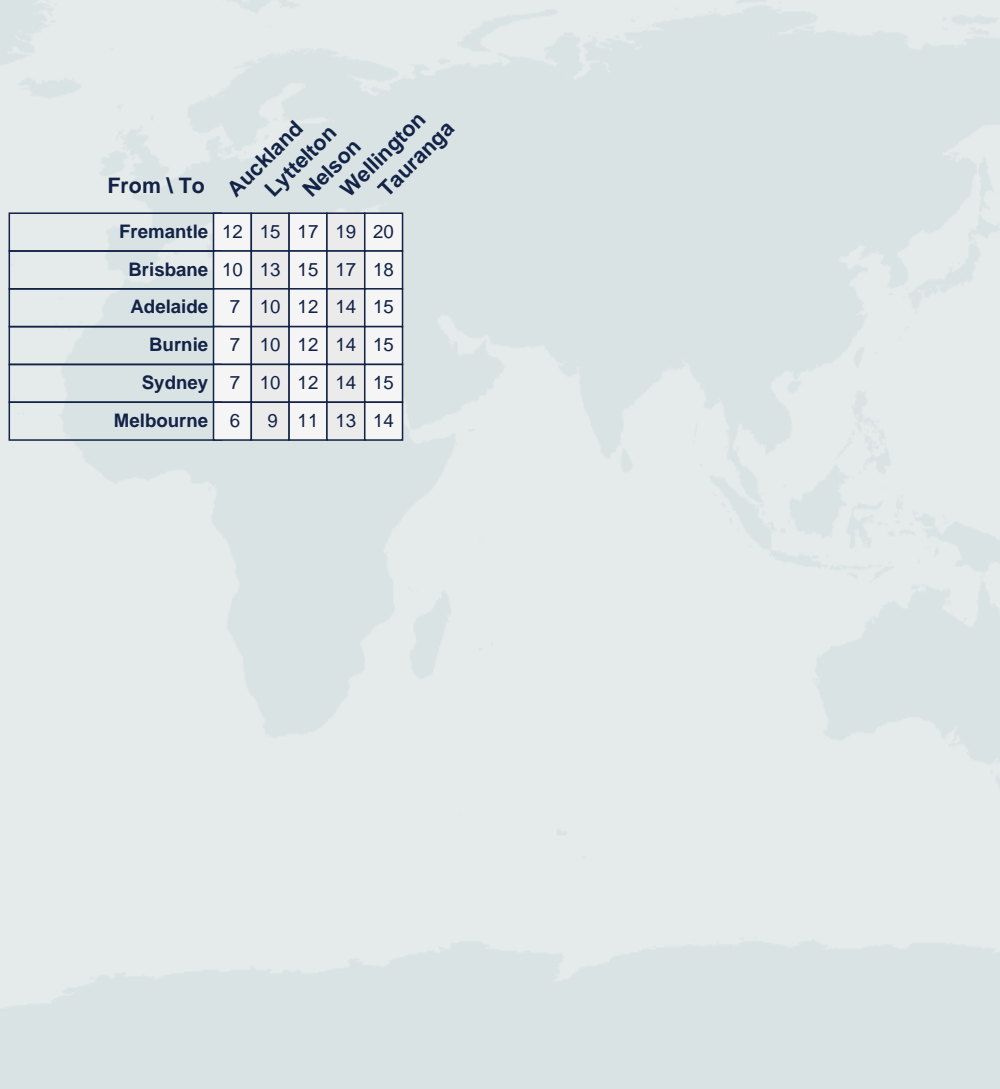 From \ To Auckland Lyttelton Nelson Wellington Tauranga
Fremantle 12 15 17 19 20
Brisbane 10 13 15 17 18
Adelaide 7 10 12 14 15
Burnie 7 10 12 14 15
Sydney 7 10 12 14 15
Melbourne 6 9 11 13 14